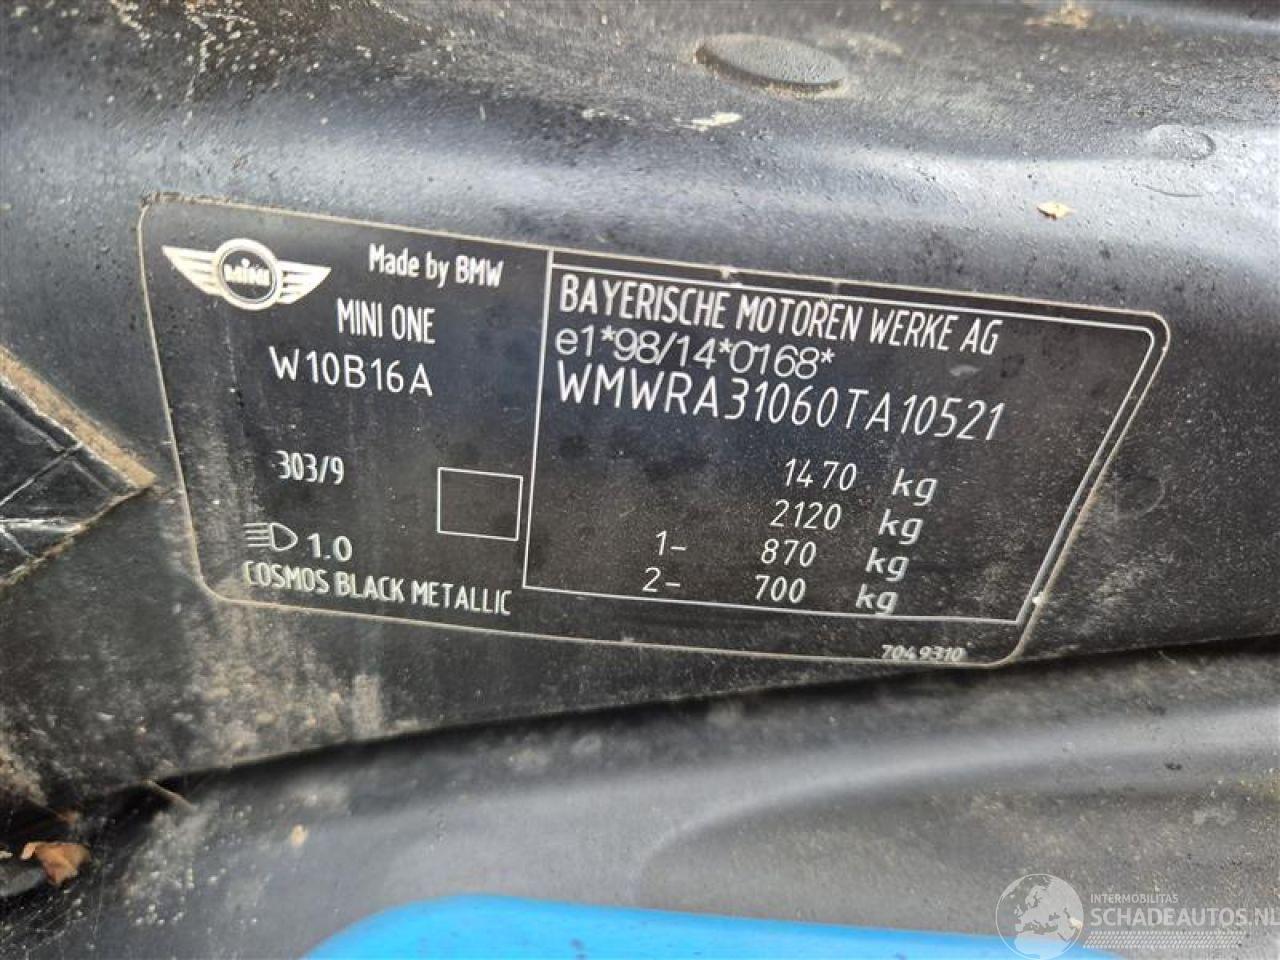 MINI
Made by BMW
MINI ONE
W10B16A
303/9
1.0
COSMOS BLACK METALLIC
BAYERISCHE MOTOREN WERKE AG
e1*98/14*0168*
WMWRA31060TA10521
1470 kg
2120 kg
1- 870 kg
2- 700 kg
7049310
INTERMOBILITAS
SCHADEAUTOS.NL